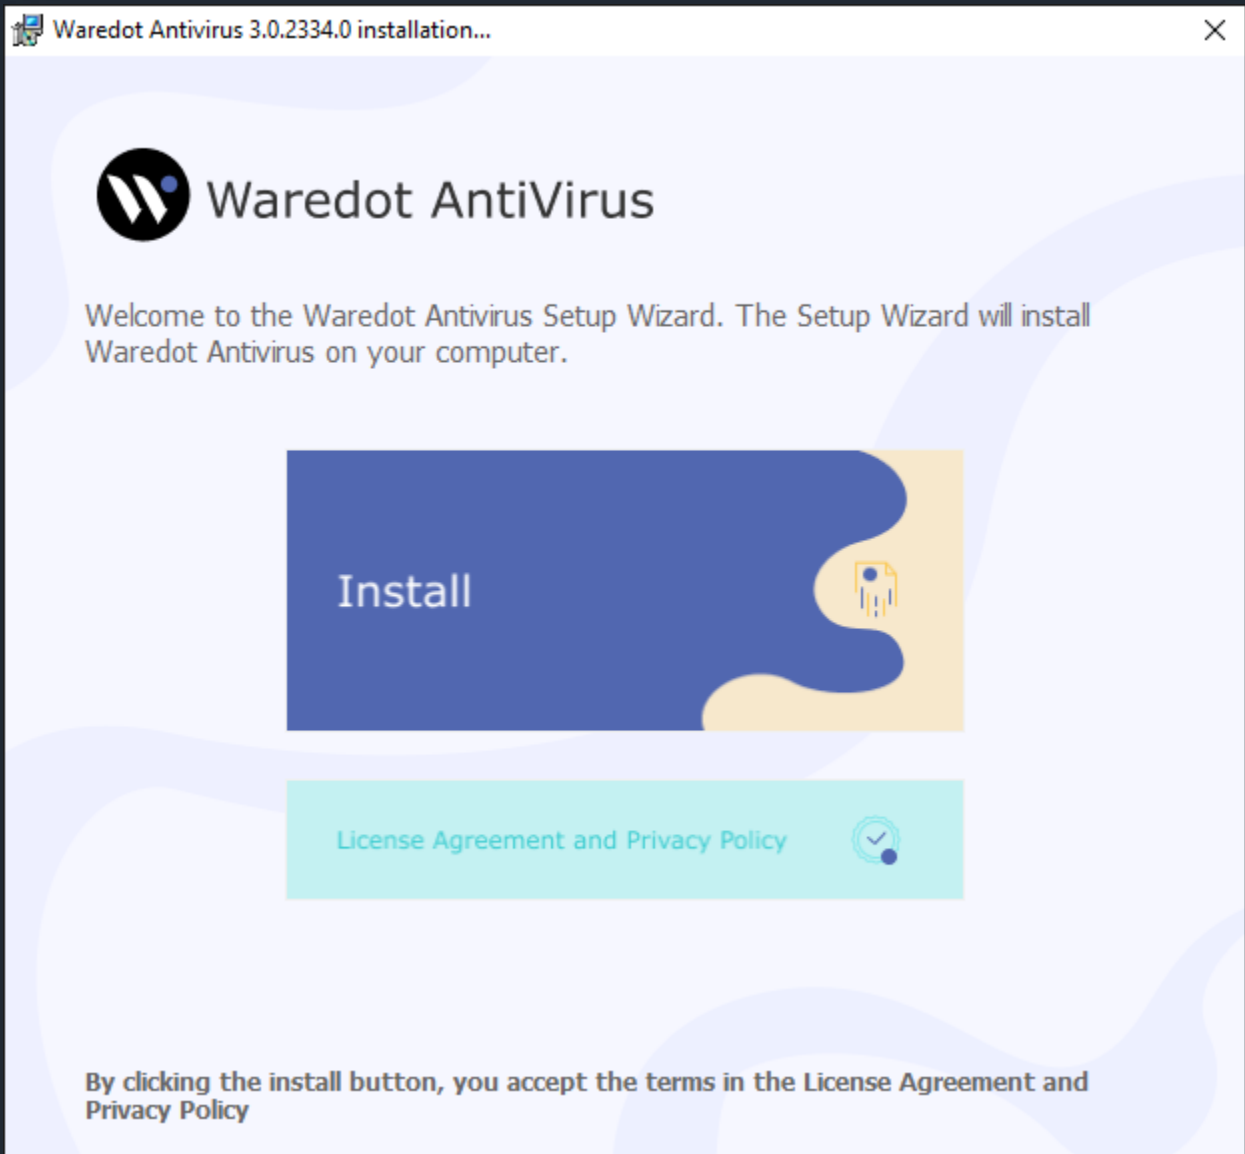 Waredot Antivirus 3.0.2334.0 installation...
Waredot AntiVirus
Welcome to the Waredot Antivirus Setup Wizard. The Setup Wizard will install
Waredot Antivirus on your computer.
Install
License Agreement and Privacy Policy
By clicking the install button, you accept the terms in the License Agreement and
Privacy Policy